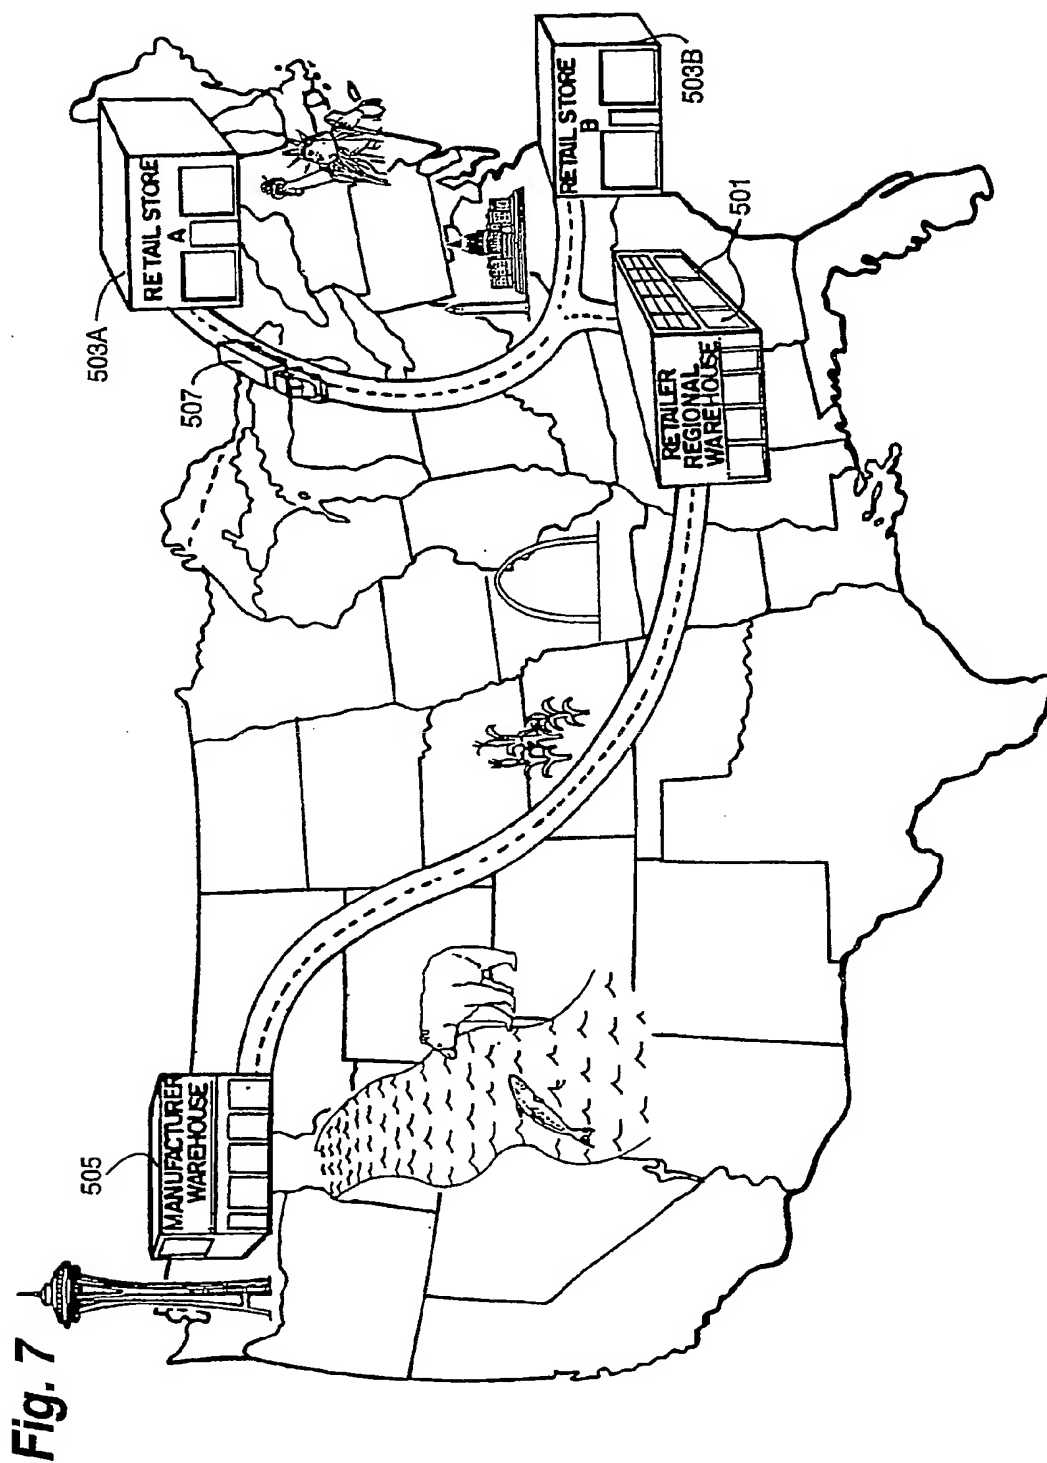 Fig. 7
505
MANUFACTURER
WAREHOUSE
507
503A
RETAIL STORE
A
RETAILER
REGIONAL
WAREHOUSE
501
RETAIL STORE
B
503B